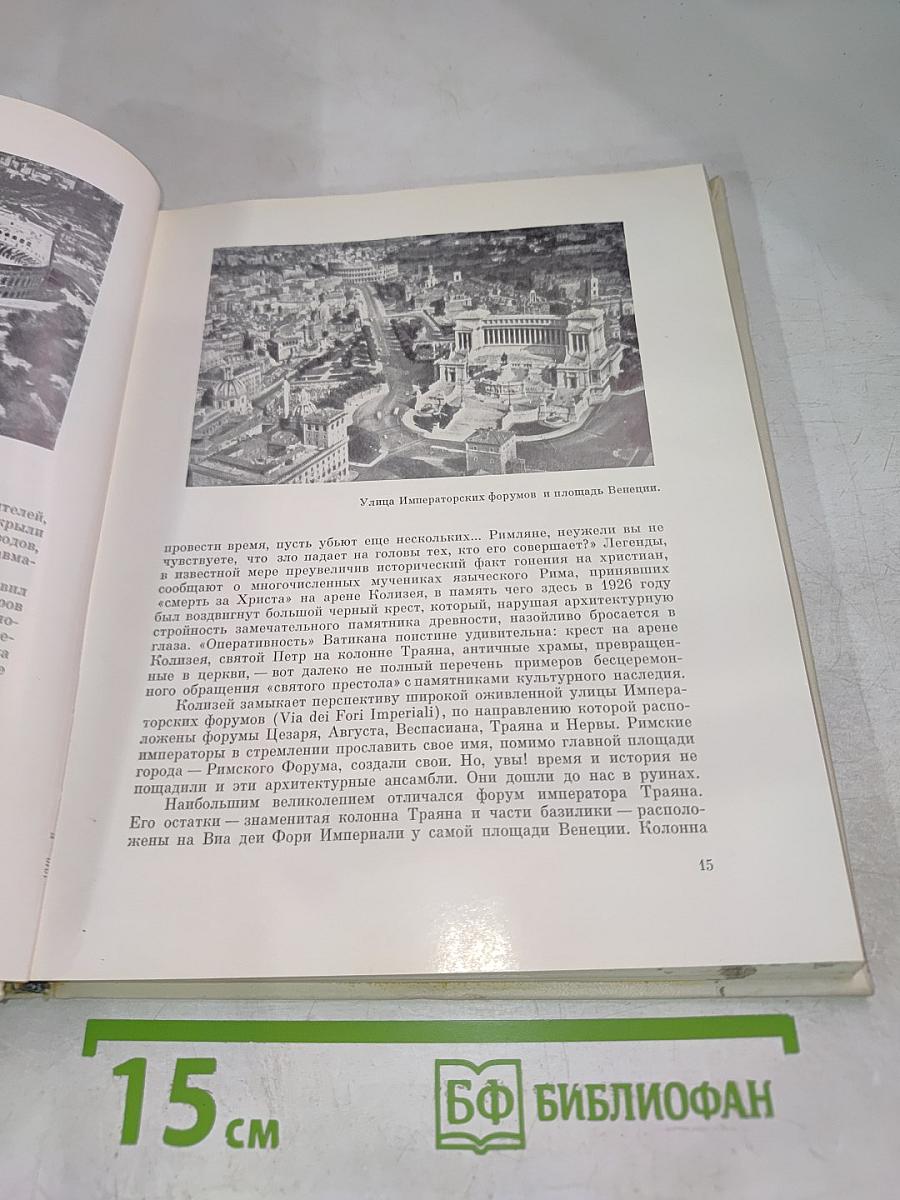 телей,
крыли
родов,
авма-
вил
ров
по-
е-
ка
е
Улица Императорских форумов и площадь Венеции.
провести время, пусть убьют еще нескольких... Римляне, неужели вы не
чувствуете, что зло падает на головы тех, кто его совершает?» Легенды,
в известной мере преувеличив исторический факт гонения на христиан,
сообщают о многочисленных мучениках языческого Рима, принявших
«смерть за Христа» на арене Колизея, в память чего здесь в 1926 году
был воздвигнут большой черный крест, который, нарушая архитектурную
стройность замечательного памятника древности, назойливо бросается в
глаза. «Оперативность» Ватикана поистине удивительна: крест на арене
Колизея, святой Петр на колонне Траяна, античные храмы, превращен-
ные в церкви, — вот далеко не полный перечень примеров бесцеремон-
ного обращения «святого престола» с памятниками культурного наследия.
Колизей замыкает перспективу широкой оживленной улицы Импера-
торских форумов (Via dei Fori Imperiali), по направлению которой распо-
ложены форумы Цезаря, Августа, Веспасиана, Траяна и Нервы. Римские
императоры в стремлении прославить свое имя, помимо главной площади
города — Римского Форума, создали свои. Но, увы! время и история не
пощадили и эти архитектурные ансамбли. Они дошли до нас в руинах.
Наибольшим великолепием отличался форум императора Траяна.
Его остатки — знаменитая колонна Траяна и части базилики — располо-
жены на Виа деи Фори Империали у самой площади Венеции. Колонна
15
15 см
БФ БИБЛИОФАН